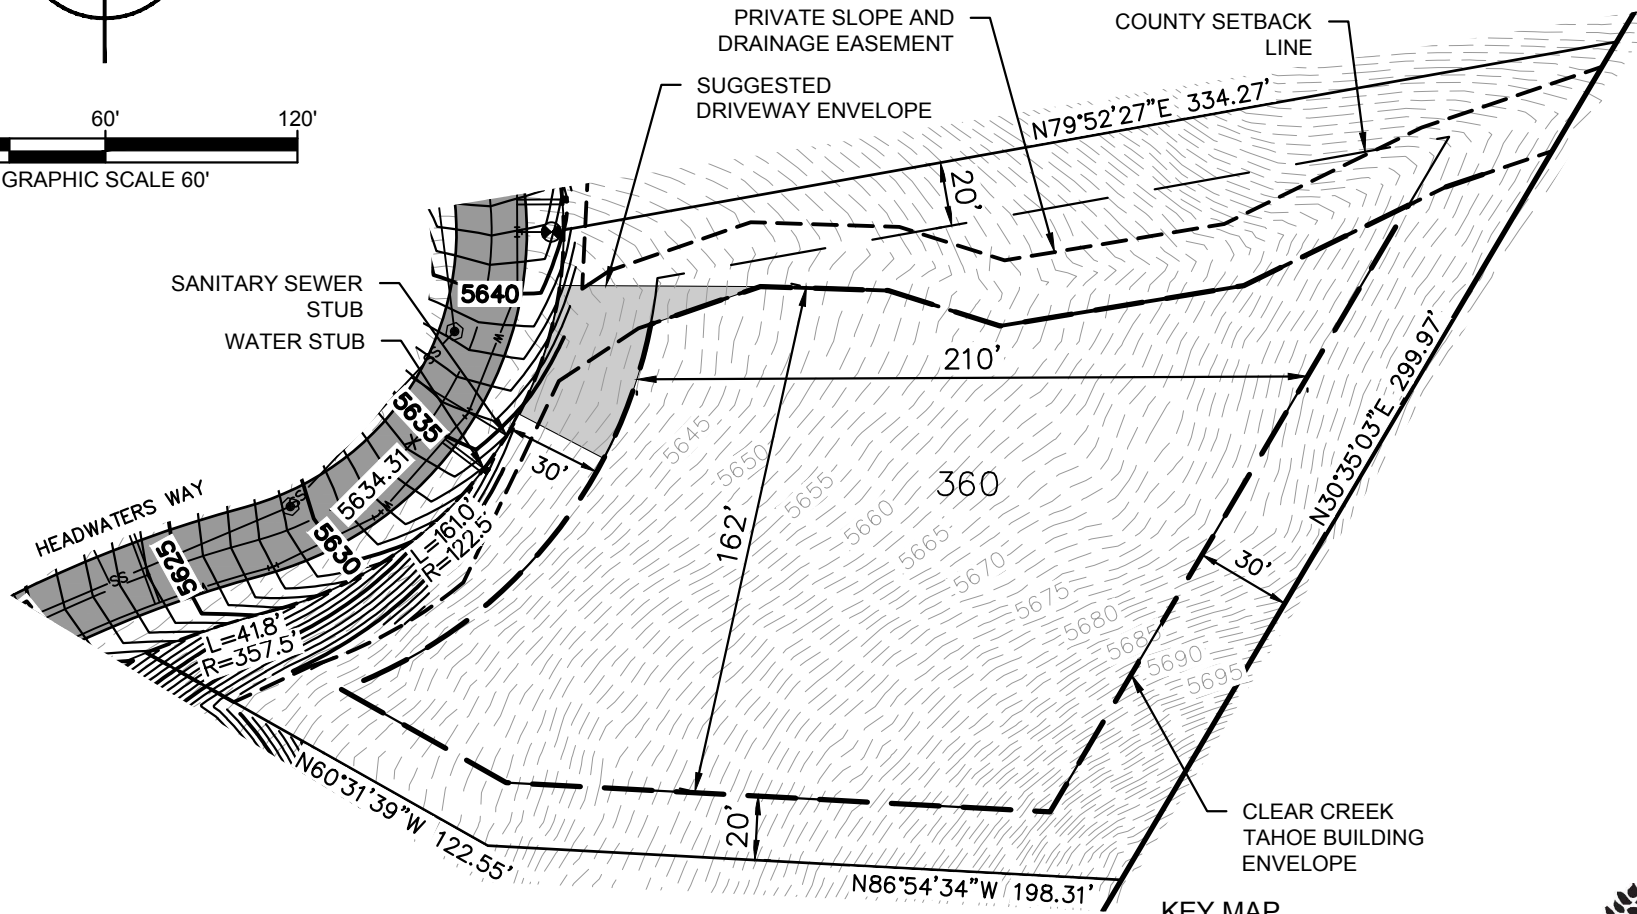 PRIVATE SLOPE AND
DRAINAGE EASEMENT
COUNTY SETBACK
LINE
SUGGESTED
DRIVEWAY ENVELOPE
60'
120'
GRAPHIC SCALE 60'
N79°52'27"E 334.27'
20'
SANITARY SEWER
STUB
WATER STUB
5640
SS
W
5635
5634.31
30'
210'
162'
360
N30°35'03"E 299.97'
30'
HEADWATERS WAY
SS
SS
5625
5630
L=161.0'
R=122.5'
L=41.8'
R=357.5'
5645
5650
5655
5660
5665
5670
5675
5680
5685
5690
5695
N60°31'39"W 122.55'
20'
N86°54'34"W 198.31'
CLEAR CREEK
TAHOE BUILDING
ENVELOPE
KEY MAP